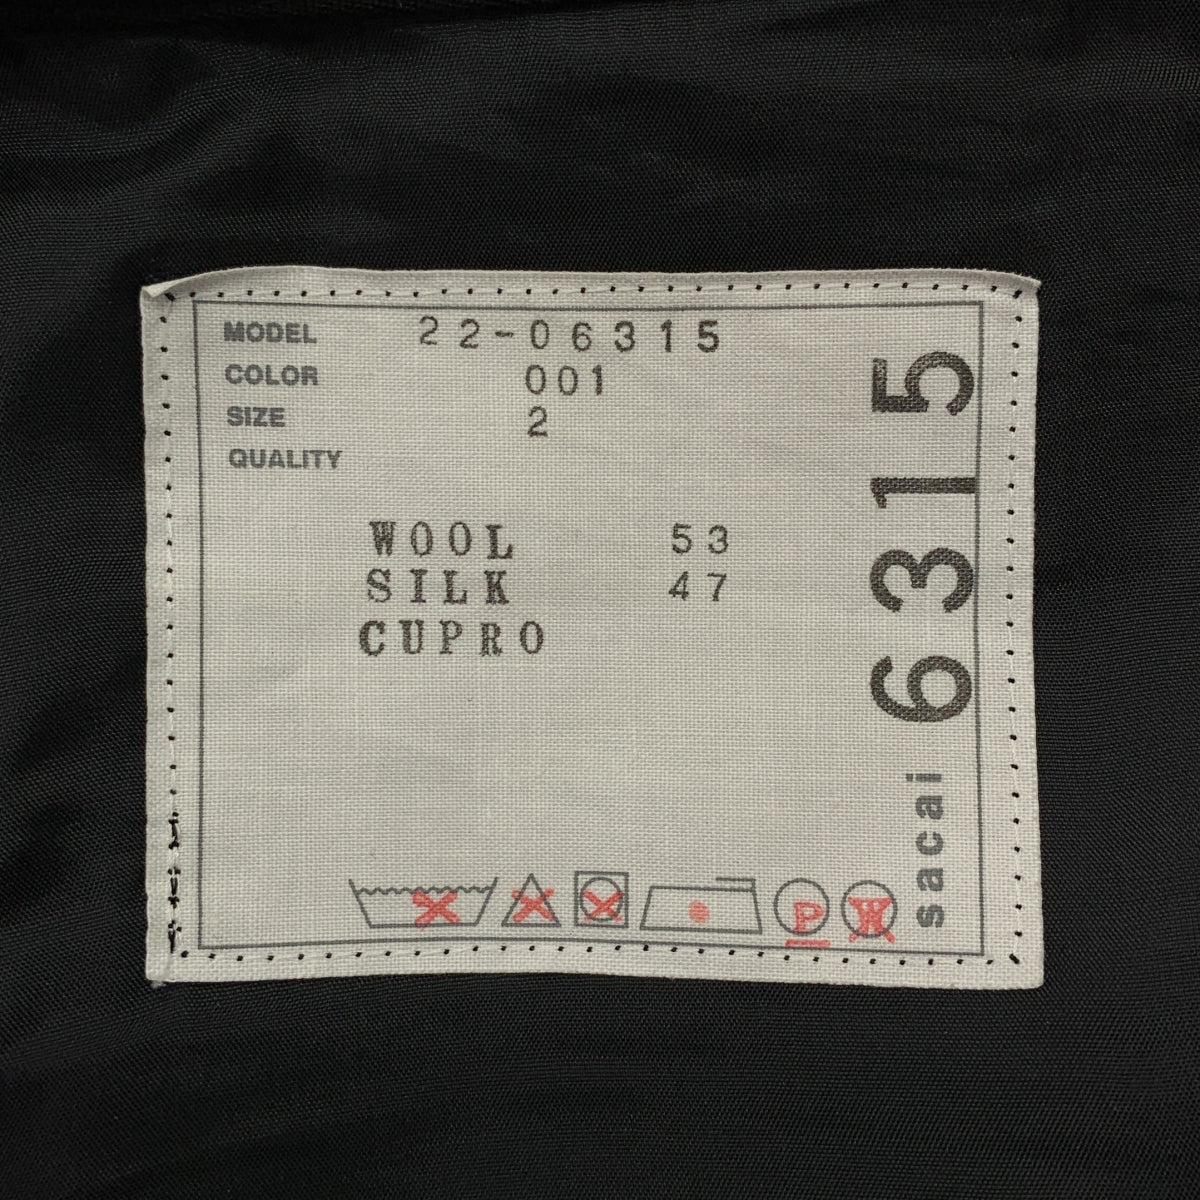 MODEL 22-06315
COLOR 001
SIZE 2
QUALITY
WOOL 53
SILK 47
CUPRO
P W
sacai 6315